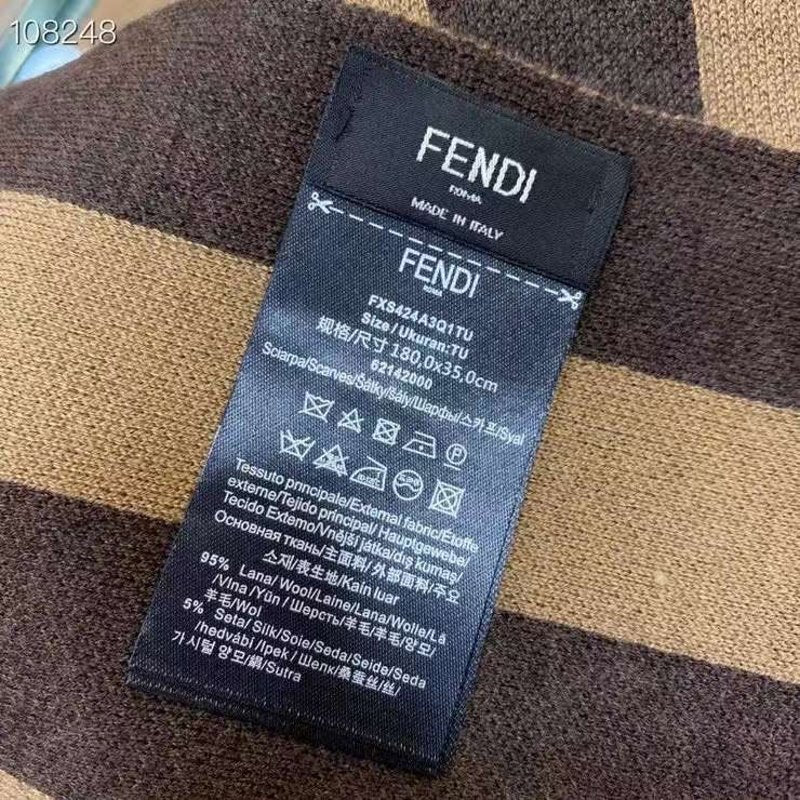 108248
FENDI
ROMA
MADE IN ITALY
FENDI
ROMA
FXS424A3Q1TU
Size / Ukuran:TU
规格/尺寸 180,0x35,0cm
62142000
Sciarpa/Scarves/Šátky/šály/Шарфы/스카프/Syal
P
Tessuto principale/External fabric/Etoffe
externe/Tejido principal/ Hauptgewebe/
Tecido Externo/Vnější játka/dış kumaş/
Основная ткань/主面料/外部面料/주요
소재/表生地/Kain luar
95% Lana/ Wool/Laine/Lana/Wolle/Lã
/Vlna /Yün / Шерсть/羊毛/羊毛/양모/
羊毛/Wol
5% Seta/ Silk/Soie/Seda/Seide/Seda
/hedvábí /Ipek / Шелк/桑蚕丝/丝/
가시털 양모/絹/Sutra